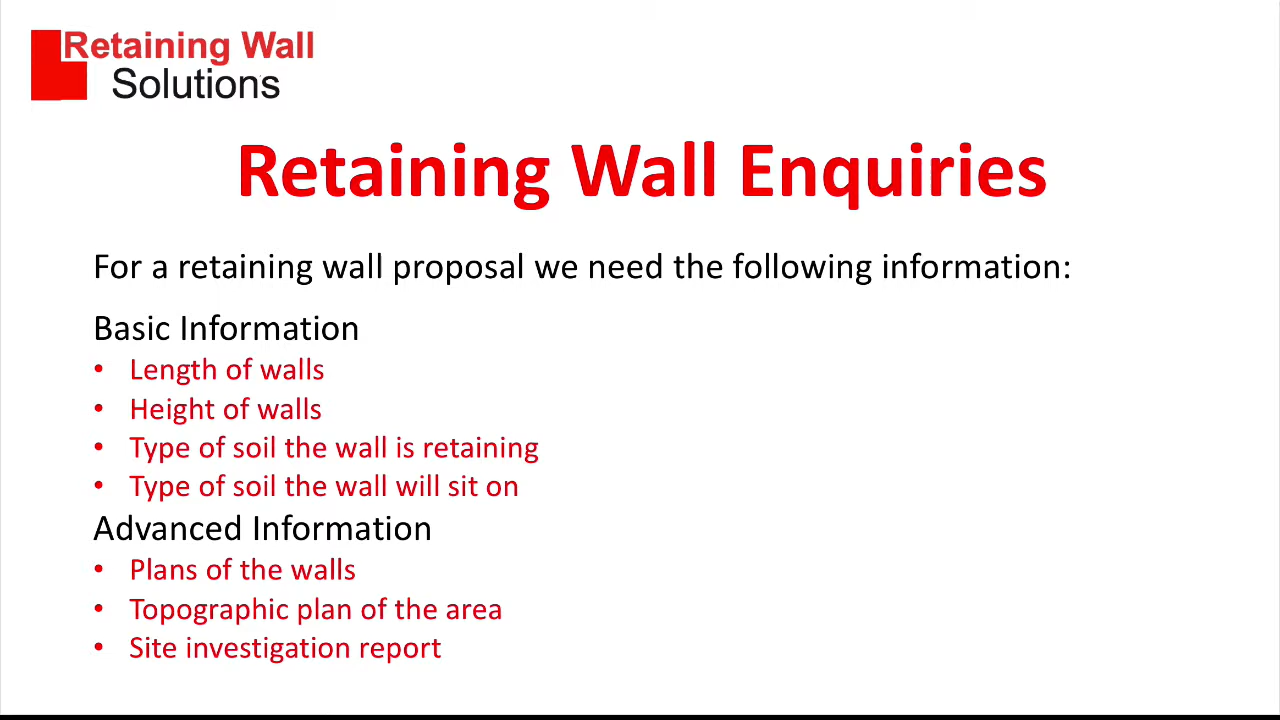 Retaining Wall
Solutions
Retaining Wall Enquiries
For a retaining wall proposal we need the following information:
Basic Information
• Length of walls
• Height of walls
• Type of soil the wall is retaining
• Type of soil the wall will sit on
Advanced Information
• Plans of the walls
• Topographic plan of the area
• Site investigation report